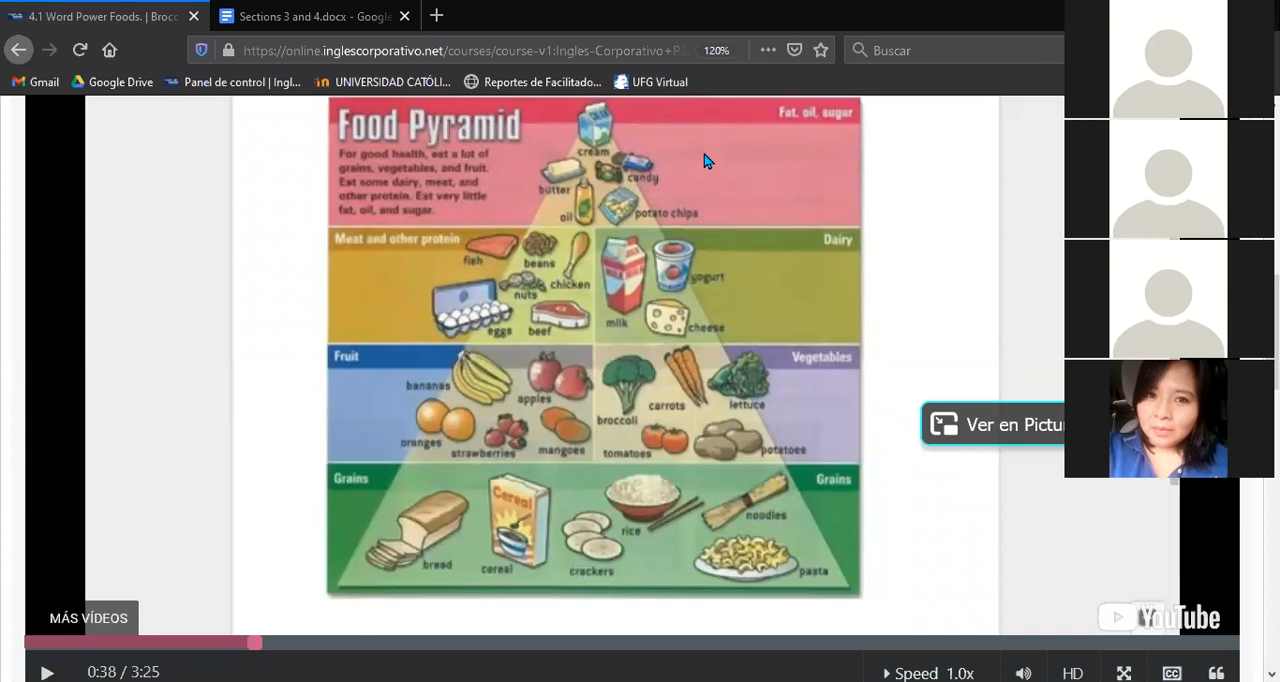 4.1 Word Power Foods. | Brocc
Sections 3 and 4.docx - Google
https://online.inglescorporativo.net/courses/course-v1:Ingles-Corporativo+P2
120%
Buscar
Gmail
Google Drive
Panel de control | Ingl...
UNIVERSIDAD CATÓLI...
Reportes de Facilitado...
UFG Virtual
Food Pyramid
For good health, eat a lot of
grains, vegetables, and fruit.
Eat some dairy, meat, and
other protein. Eat very little
fat, oil, and sugar.
Fat, oil, sugar
cream
butter
candy
oil
potato chips
Meat and other protein
fish
beans
chicken
nuts
eggs
beef
Dairy
MILK
yogurt
milk
cheese
Fruit
bananas
apples
oranges
strawberries
mangoes
Vegetables
broccoli
carrots
lettuce
tomatoes
potatoes
Grains
Grains
Cereal
bread
cereal
crackers
rice
noodles
pasta
Ver en Pictu
MÁS VÍDEOS
YouTube
0:38 / 3:25
Speed 1.0x
HD
CC